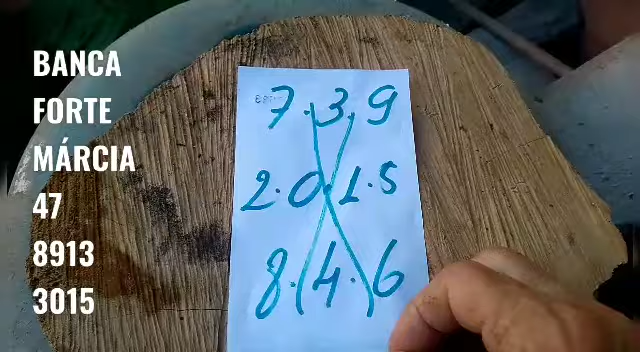 BANCA
FORTE
MÁRCIA
47
8913
3015
7.3.9
2.0.1.5
8.4.6